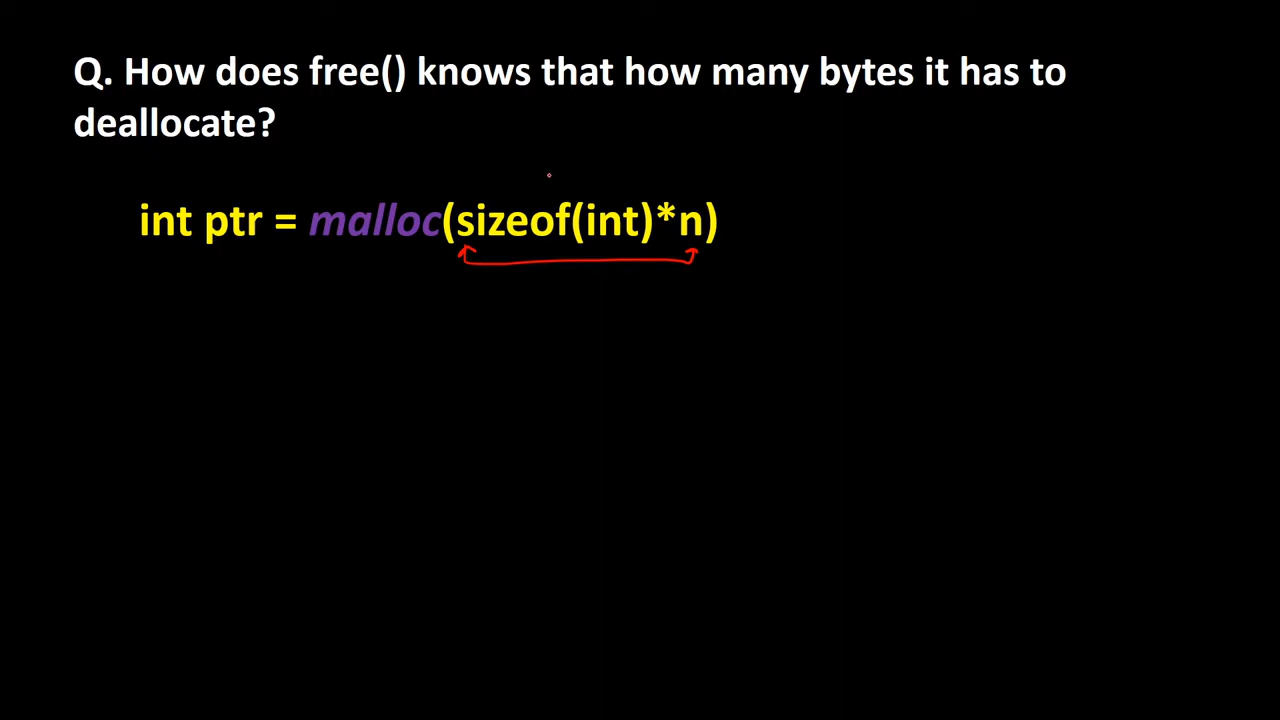 Q. How does free() knows that how many bytes it has to
deallocate?
int ptr = malloc(sizeof(int)*n)